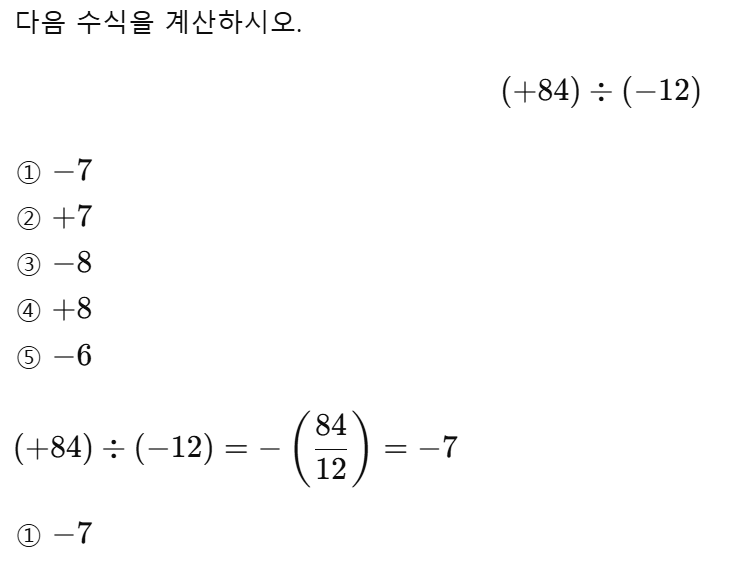 다음 수식을 계산하시오.
(+84) ÷ (−12)
① −7
② +7
③ −8
④ +8
⑤ −6
(+84) ÷ (−12) = −(84/12) = −7
① −7